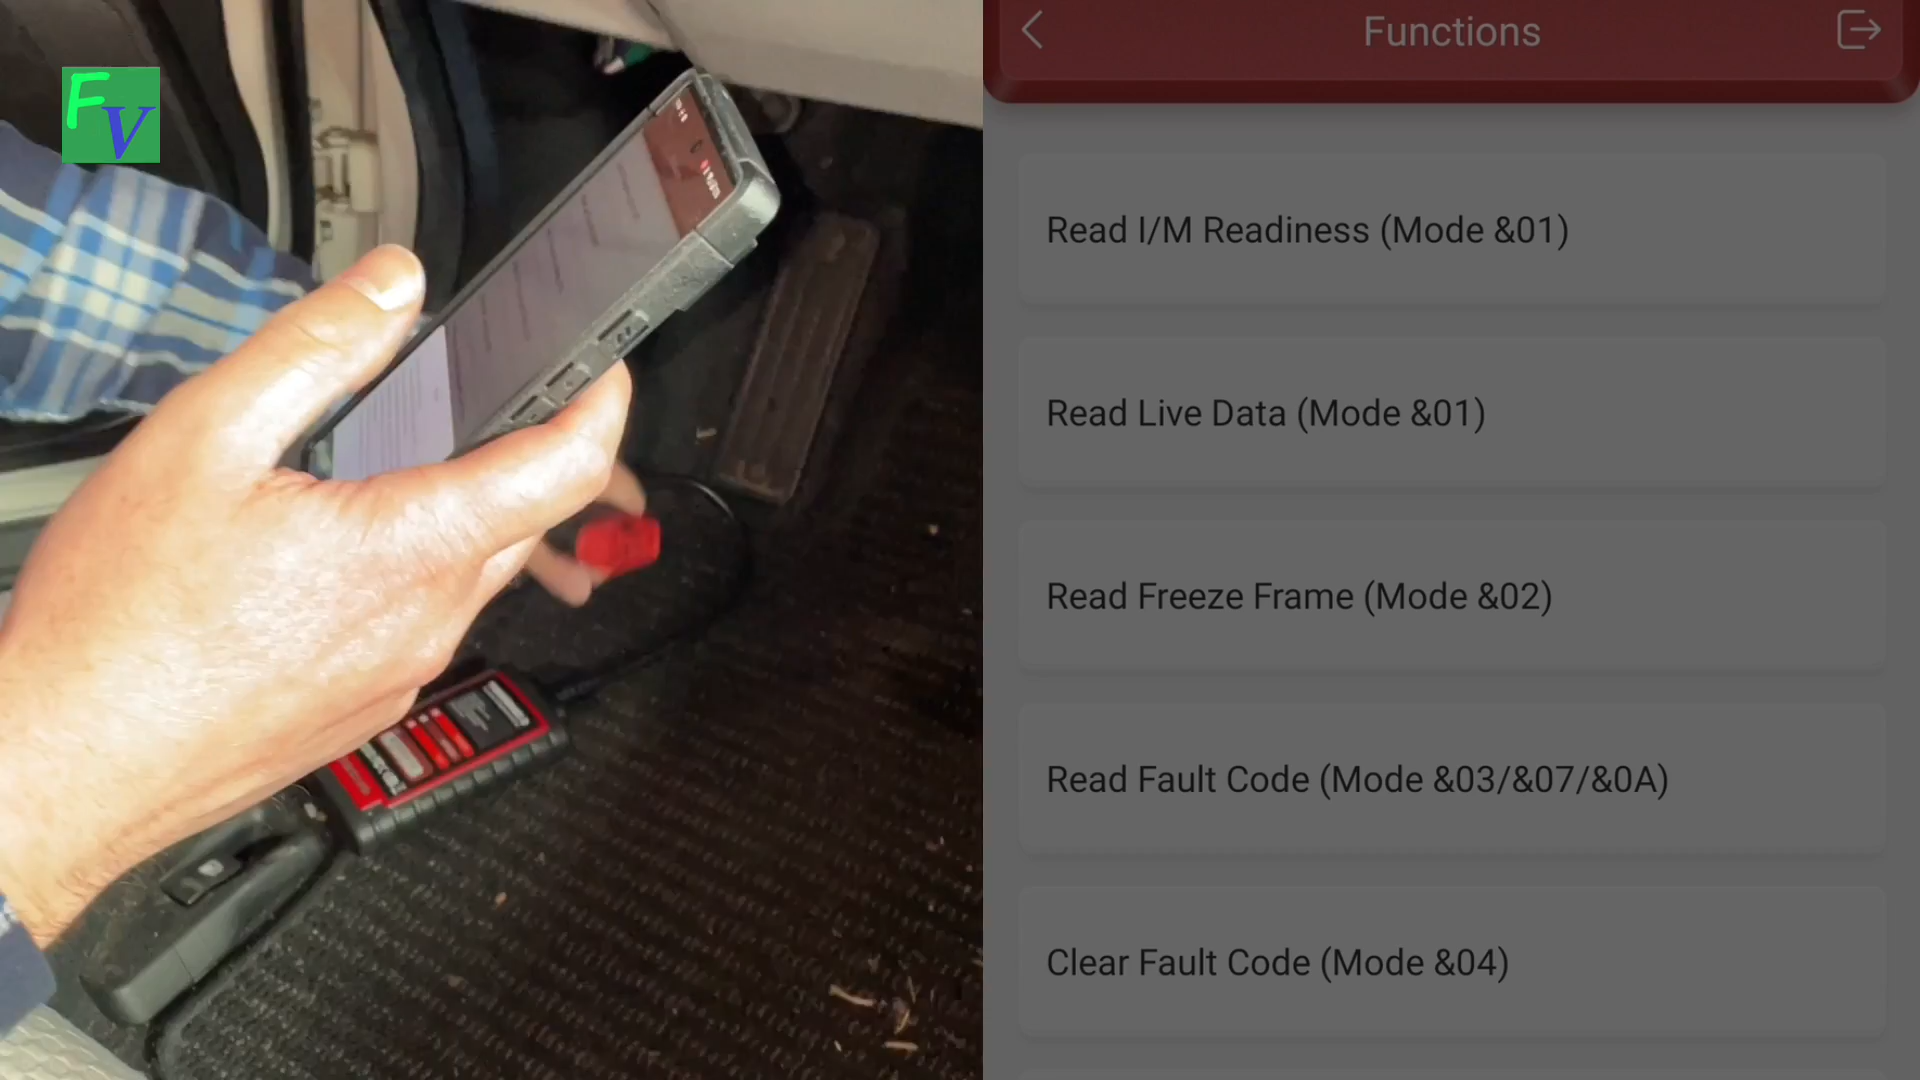 FV
Functions
Read I/M Readiness (Mode &01)
Read Live Data (Mode &01)
Read Freeze Frame (Mode &02)
Read Fault Code (Mode &03/&07/&0A)
Clear Fault Code (Mode &04)